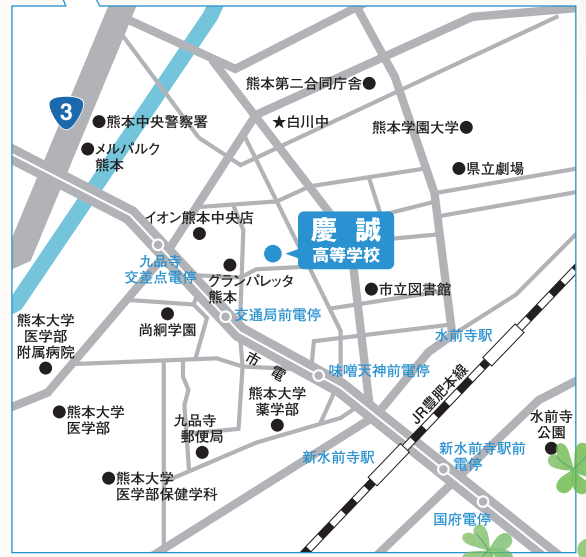 熊本第二合同庁舎
3
熊本中央警察署
★白川中
熊本学園大学
メルパルク
熊本
県立劇場
イオン熊本中央店
慶誠
高等学校
九品寺
交差点電停
グランパレッタ
熊本
市立図書館
交通局前電停
尚絅学園
熊本大学
医学部
附属病院
水前寺駅
市電
味噌天神前電停
JR豊肥本線
熊本大学
薬学部
熊本大学
医学部
九品寺
郵便局
水前寺
公園
新水前寺駅
新水前寺駅前
電停
熊本大学
医学部保健学科
国府電停